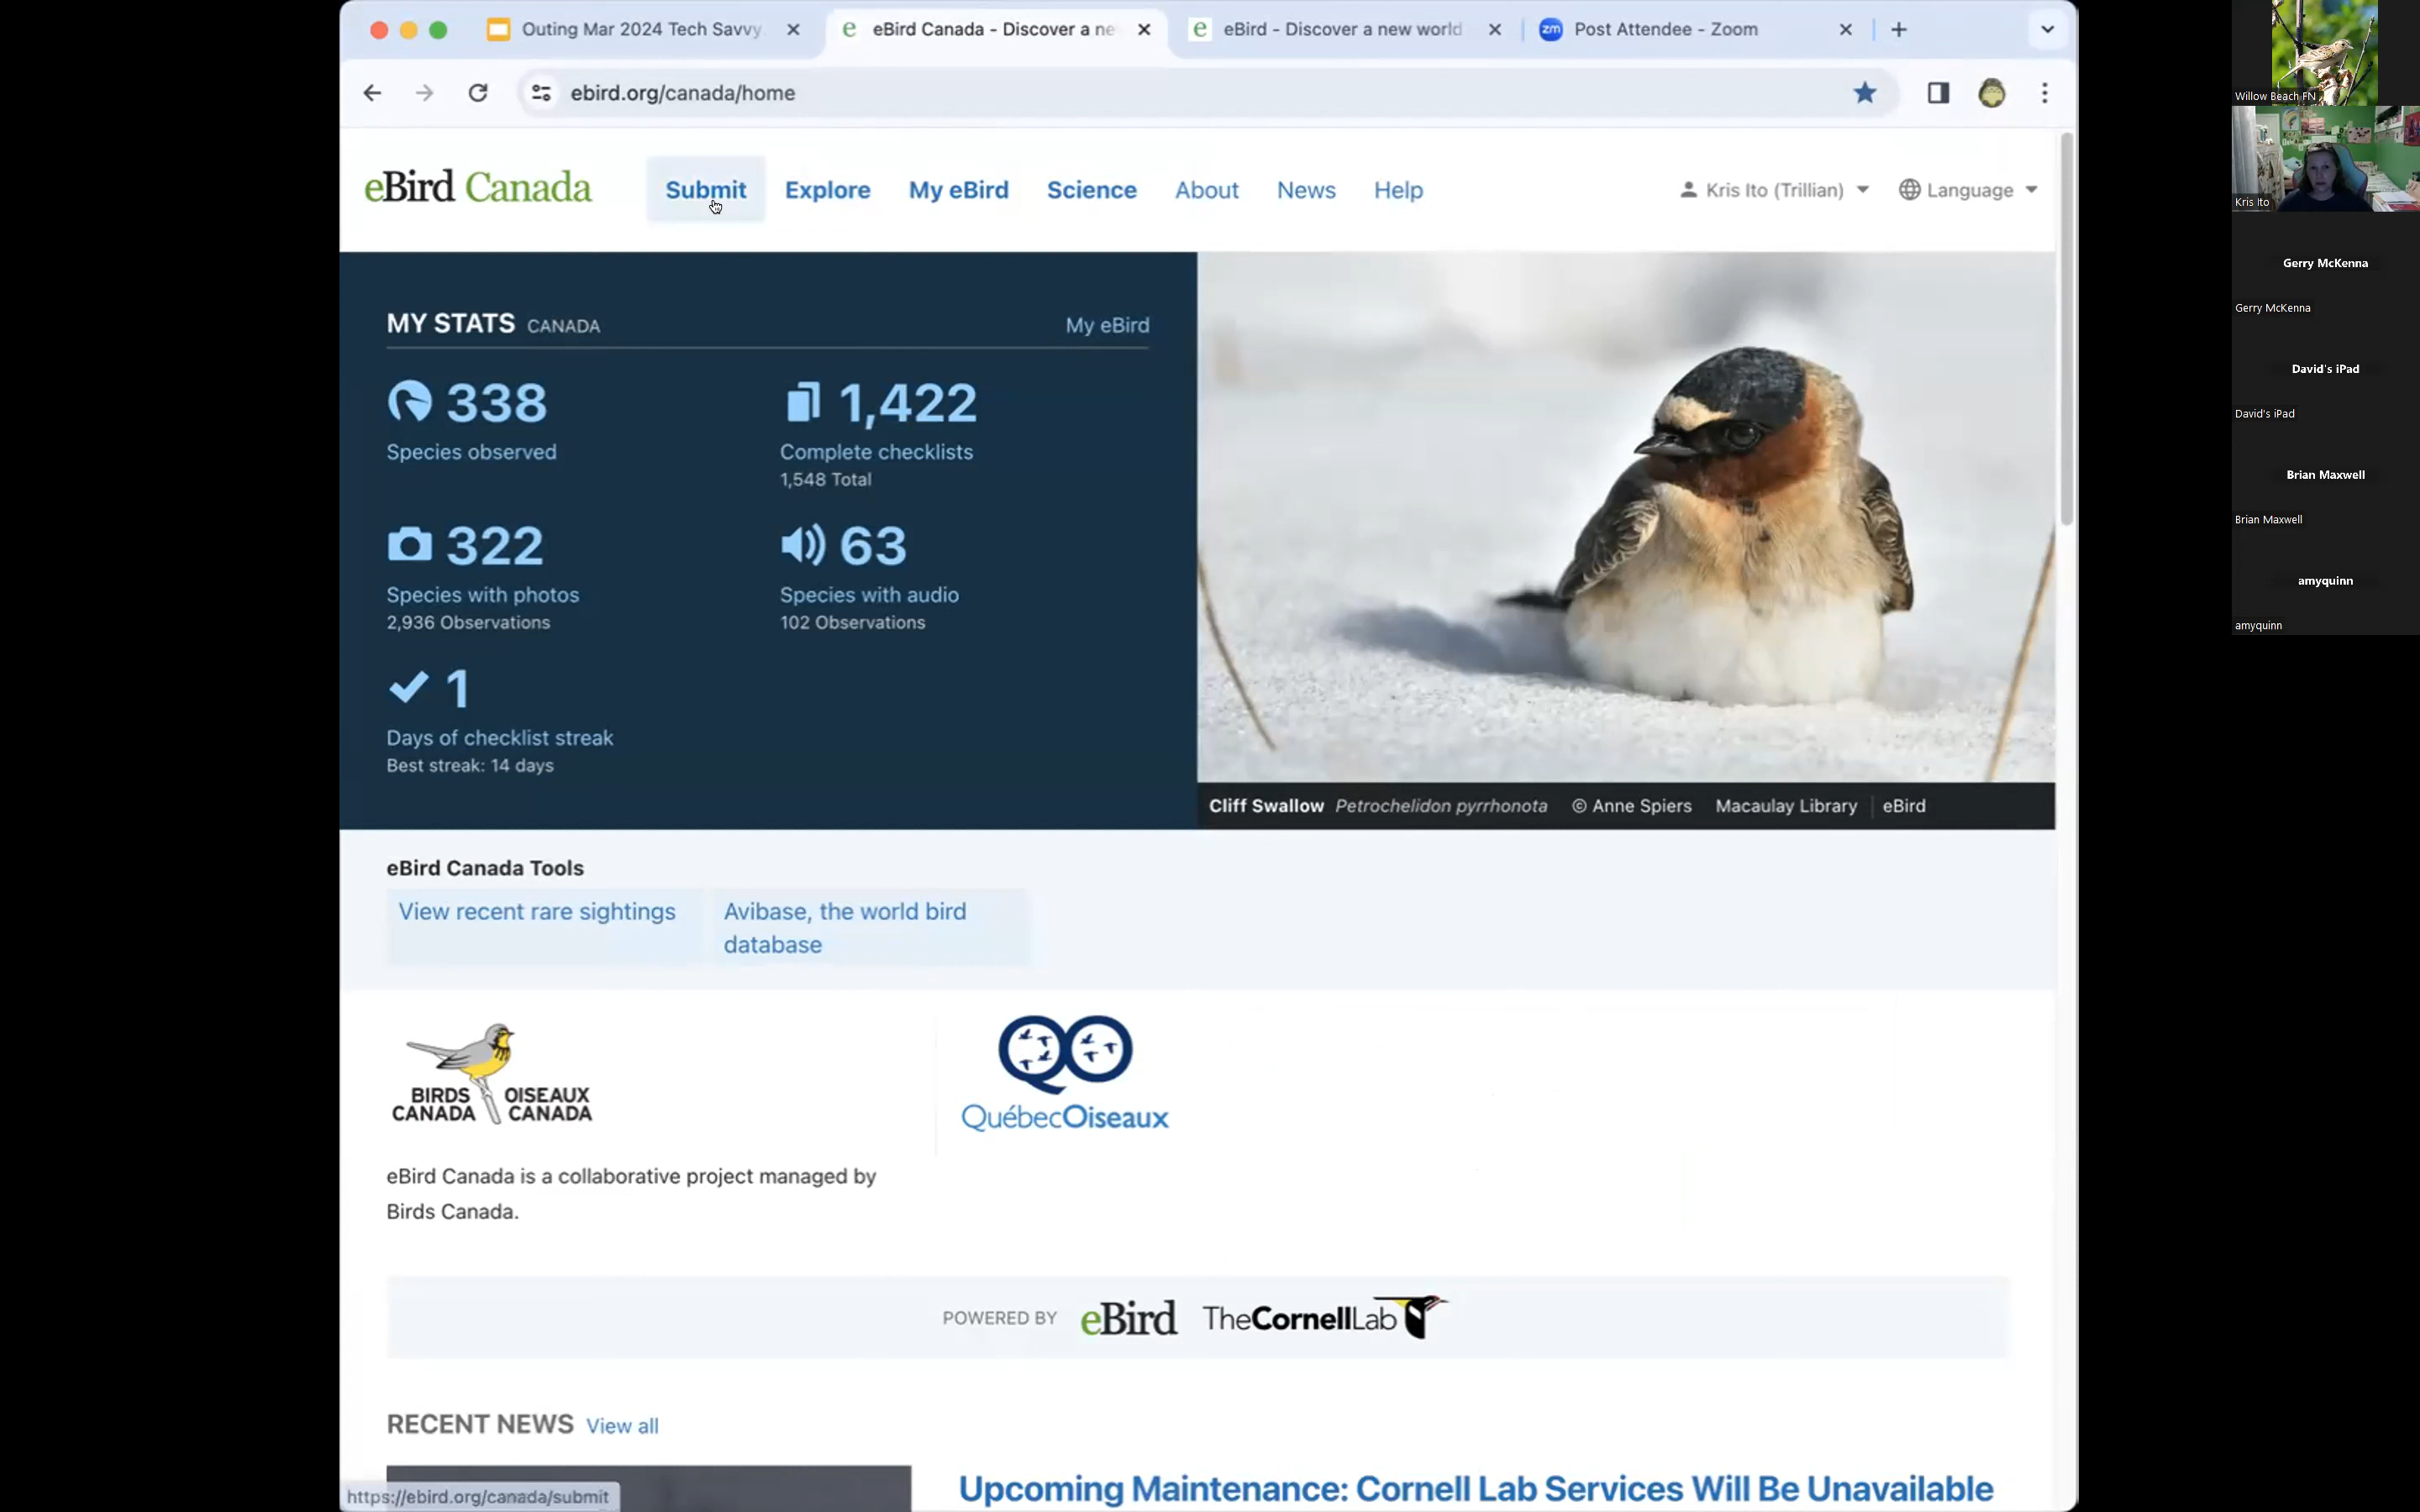 Outing Mar 2024 Tech Savvy
eBird Canada - Discover a ne
eBird - Discover a new world
zm
Post Attendee - Zoom
ebird.org/canada/home
eBird Canada
Submit
Explore
My eBird
Science
About
News
Help
Kris Ito (Trillian)
Language
MY STATS CANADA
My eBird
338
Species observed
1,422
Complete checklists
1,548 Total
322
Species with photos
2,936 Observations
63
Species with audio
102 Observations
1
Days of checklist streak
Best streak: 14 days
Cliff Swallow Petrochelidon pyrrhonota © Anne Spiers Macaulay Library eBird
eBird Canada Tools
View recent rare sightings
Avibase, the world bird
database
BIRDS CANADA
OISEAUX CANADA
QO
QuébecOiseaux
eBird Canada is a collaborative project managed by
Birds Canada.
POWERED BY eBird TheCornellLab
RECENT NEWS View all
Upcoming Maintenance: Cornell Lab Services Will Be Unavailable
https://ebird.org/canada/submit
Willow Beach FN
Kris Ito
Gerry McKenna
Gerry McKenna
David's iPad
David's iPad
Brian Maxwell
Brian Maxwell
amyquinn
amyquinn